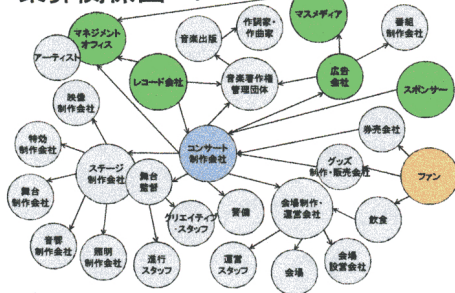 マネジメント
オフィス
アーティスト
レコード会社
音楽出版
作詞家・
作曲家
マスメディア
番組
制作会社
音楽著作権
管理団体
広告
会社
スポンサー
映像
制作会社
特効
制作会社
ステージ
制作会社
舞台
監督
コンサート
制作会社
券売会社
グッズ
制作・販売会社
ファン
舞台
制作会社
クリエイティブ
スタッフ
警備
会場制作・
運営会社
飲食
音響
制作会社
照明
制作会社
進行
スタッフ
運営
スタッフ
会場
会場
設営会社